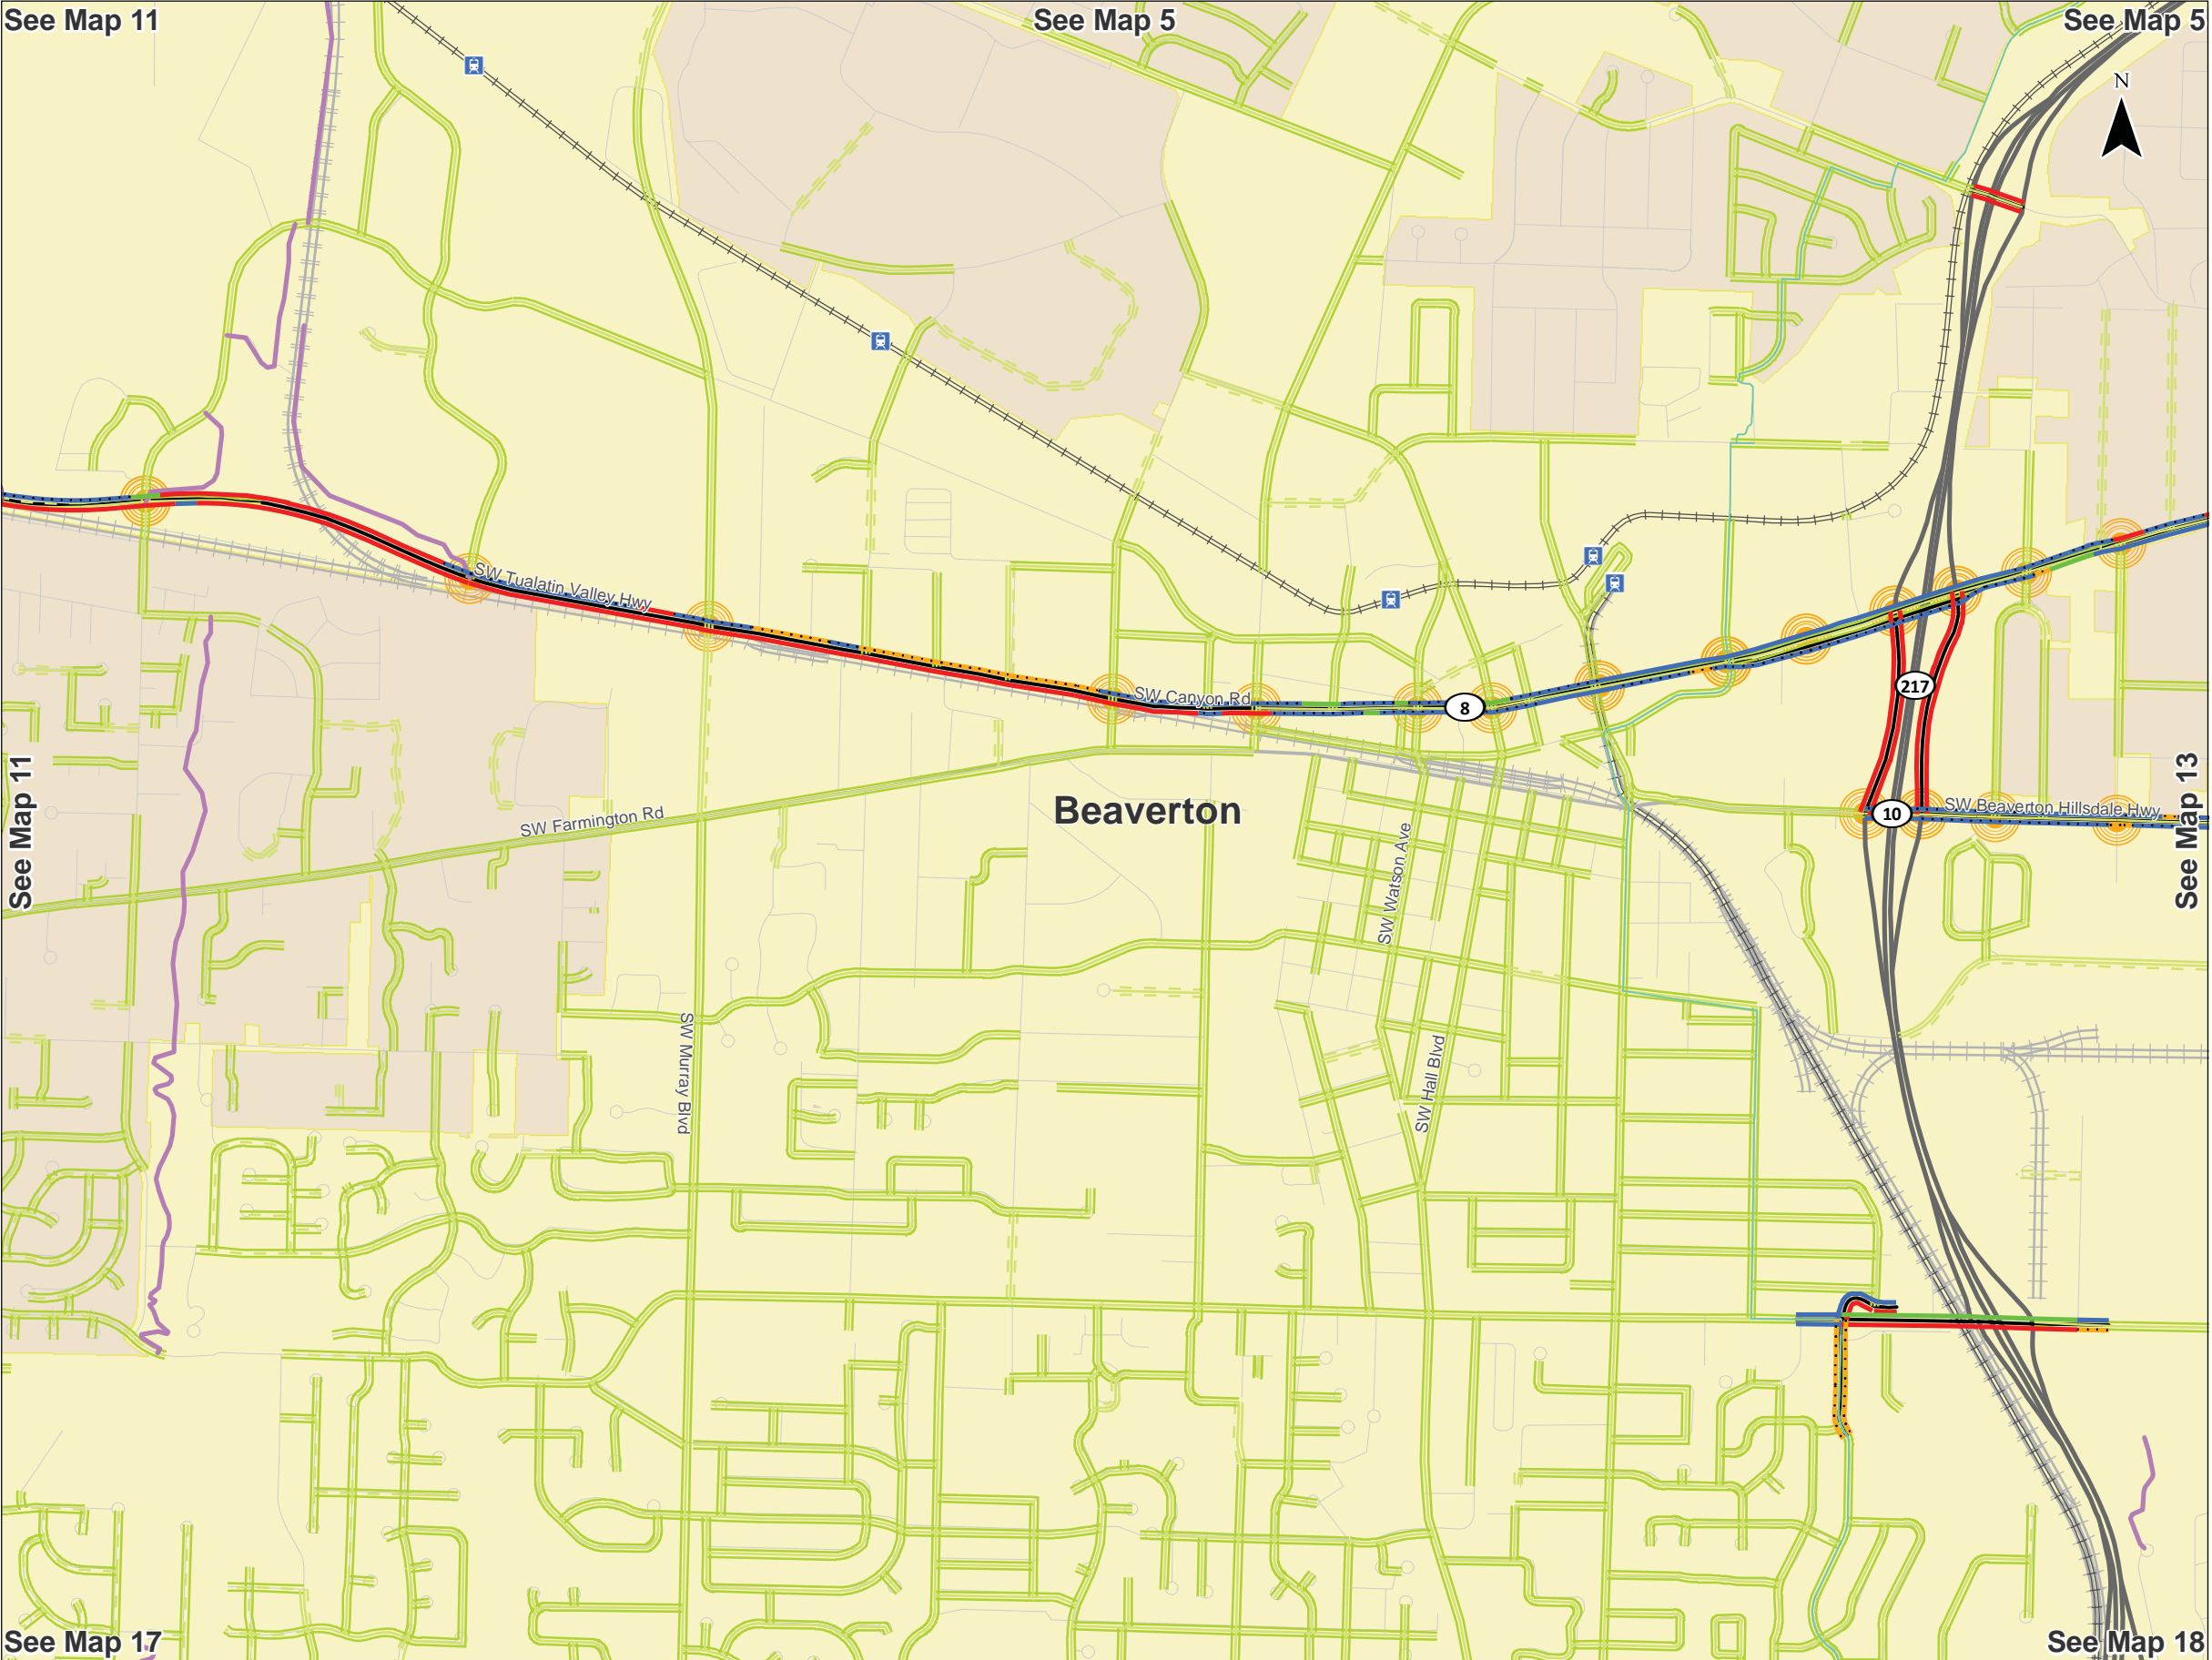 See Map 11
See Map 5
See Map 5
N
SW Tualatin Valley Hwy
SW Canyon Rd
8
217
See Map 11
SW Farmington Rd
Beaverton
10
SW Beaverton Hillsdale Hwy
See Map 13
SW Watson Ave
SW Murray Blvd
SW Hall Blvd
See Map 17
See Map 18